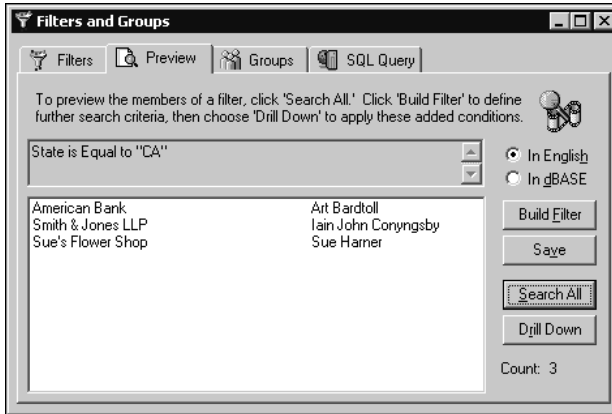 Filters and Groups
Filters Preview Groups SQL Query
To preview the members of a filter, click 'Search All.' Click 'Build Filter' to define
further search criteria, then choose 'Drill Down' to apply these added conditions.
State is Equal to "CA"
In English
In dBASE
American Bank Art Bardtoll
Smith & Jones LLP Iain John Conyngsby
Sue's Flower Shop Sue Harner
Build Filter
Save
Search All
Drill Down
Count: 3